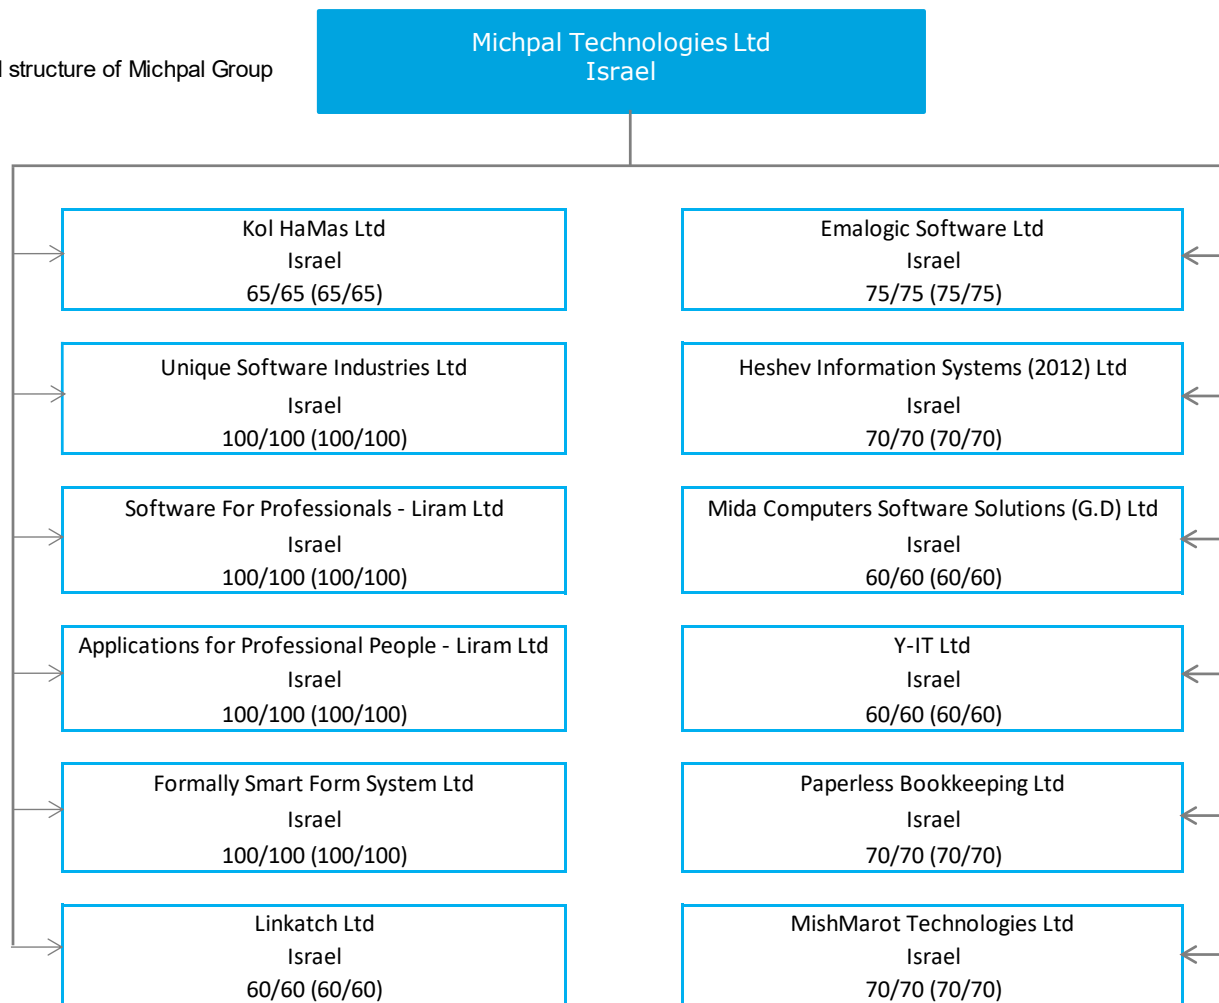 Michpal Technologies Ltd
Israel
structure of Michpal Group
Kol HaMas Ltd
Israel
65/65 (65/65)
Emalogic Software Ltd
Israel
75/75 (75/75)
Unique Software Industries Ltd
Israel
100/100 (100/100)
Heshev Information Systems (2012) Ltd
Israel
70/70 (70/70)
Software For Professionals - Liram Ltd
Israel
100/100 (100/100)
Mida Computers Software Solutions (G.D) Ltd
Israel
60/60 (60/60)
Applications for Professional People - Liram Ltd
Israel
100/100 (100/100)
Y-IT Ltd
Israel
60/60 (60/60)
Formally Smart Form System Ltd
Israel
100/100 (100/100)
Paperless Bookkeeping Ltd
Israel
70/70 (70/70)
Linkatch Ltd
Israel
60/60 (60/60)
MishMarot Technologies Ltd
Israel
70/70 (70/70)